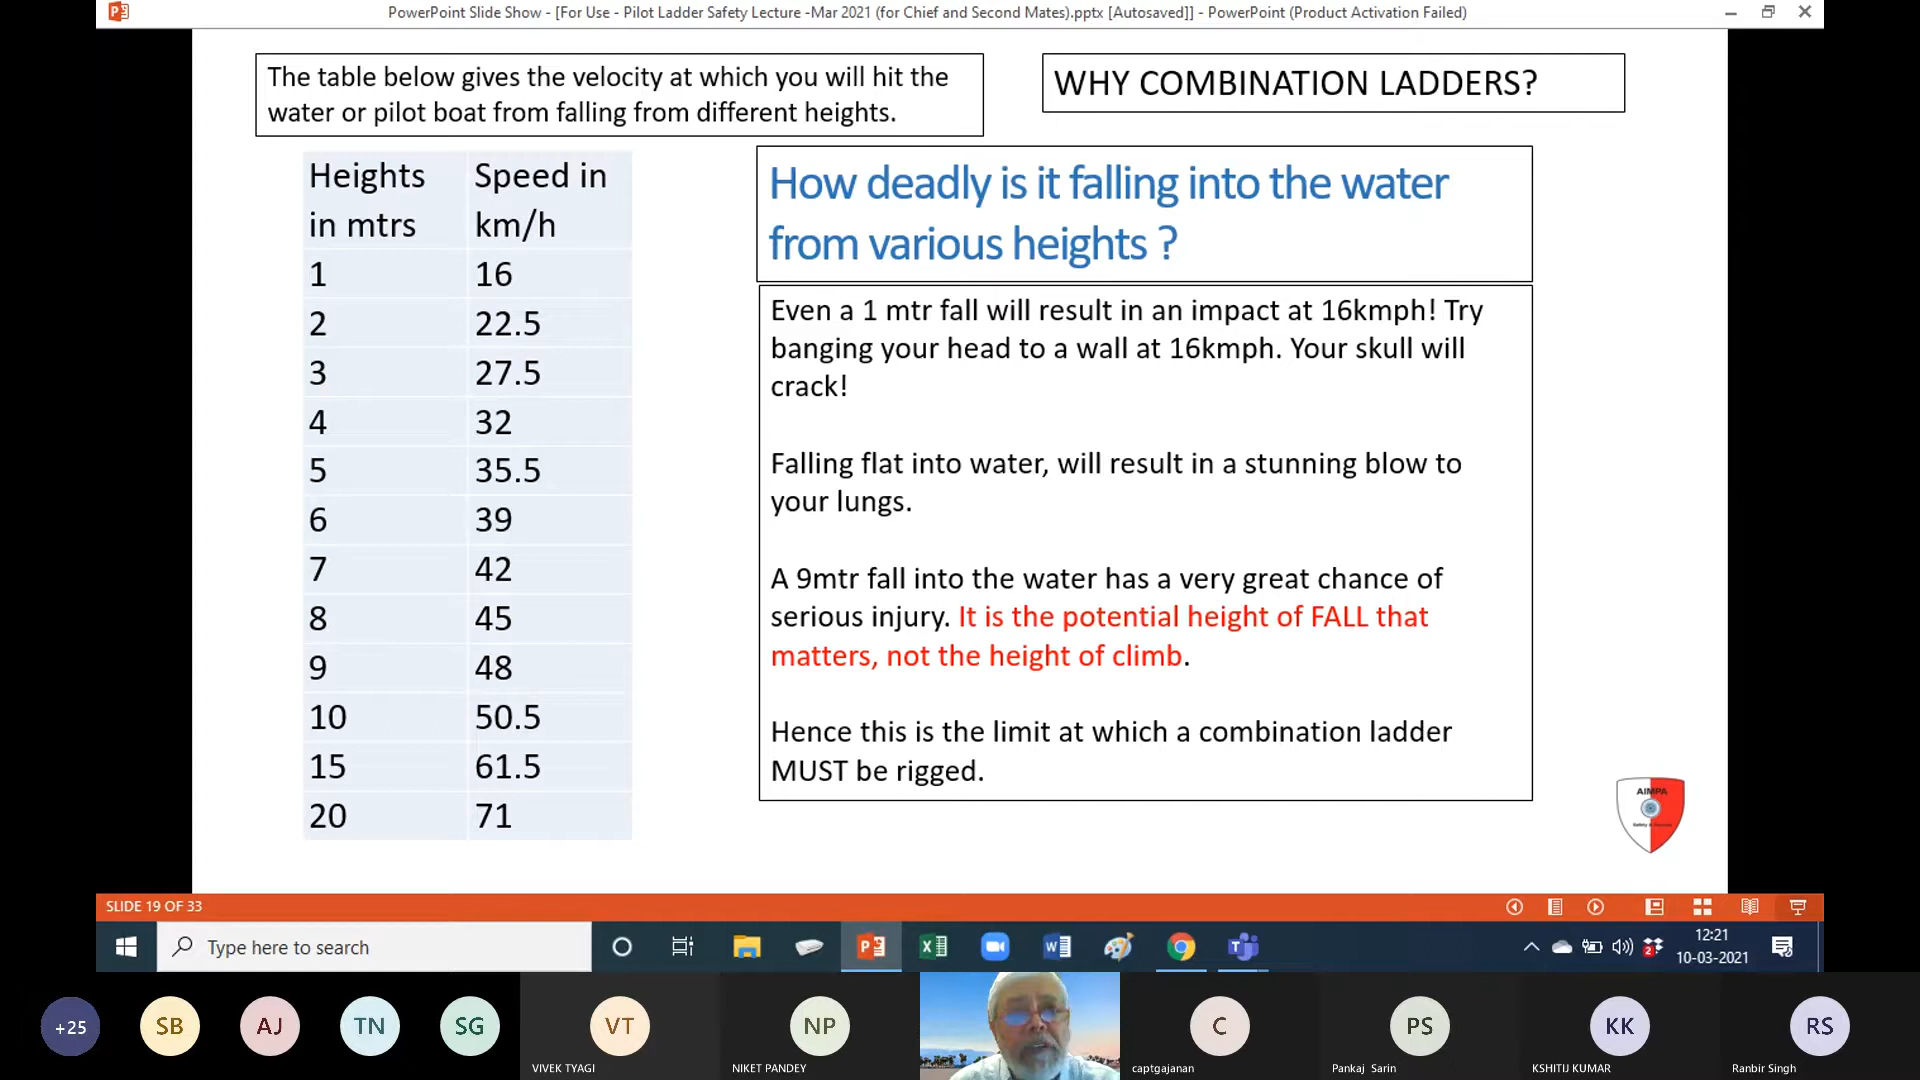 PowerPoint Slide Show - [For Use - Pilot Ladder Safety Lecture -Mar 2021 (for Chief and Second Mates).pptx [Autosaved]] - PowerPoint (Product Activation Failed)
The table below gives the velocity at which you will hit the
water or pilot boat from falling from different heights.
WHY COMBINATION LADDERS?
Heights in mtrs Speed in km/h
1 16
2 22.5
3 27.5
4 32
5 35.5
6 39
7 42
8 45
9 48
10 50.5
15 61.5
20 71
How deadly is it falling into the water
from various heights ?
Even a 1 mtr fall will result in an impact at 16kmph! Try
banging your head to a wall at 16kmph. Your skull will
crack!
Falling flat into water, will result in a stunning blow to
your lungs.
A 9mtr fall into the water has a very great chance of
serious injury. It is the potential height of FALL that
matters, not the height of climb.
Hence this is the limit at which a combination ladder
MUST be rigged.
AIMPA
SLIDE 19 OF 33
Type here to search
2
12:21
10-03-2021
+25 SB AJ TN SG VT NP C PS KK RS
VIVEK TYAGI NIKET PANDEY captgajanan Pankaj Sarin KSHITIJ KUMAR Ranbir Singh